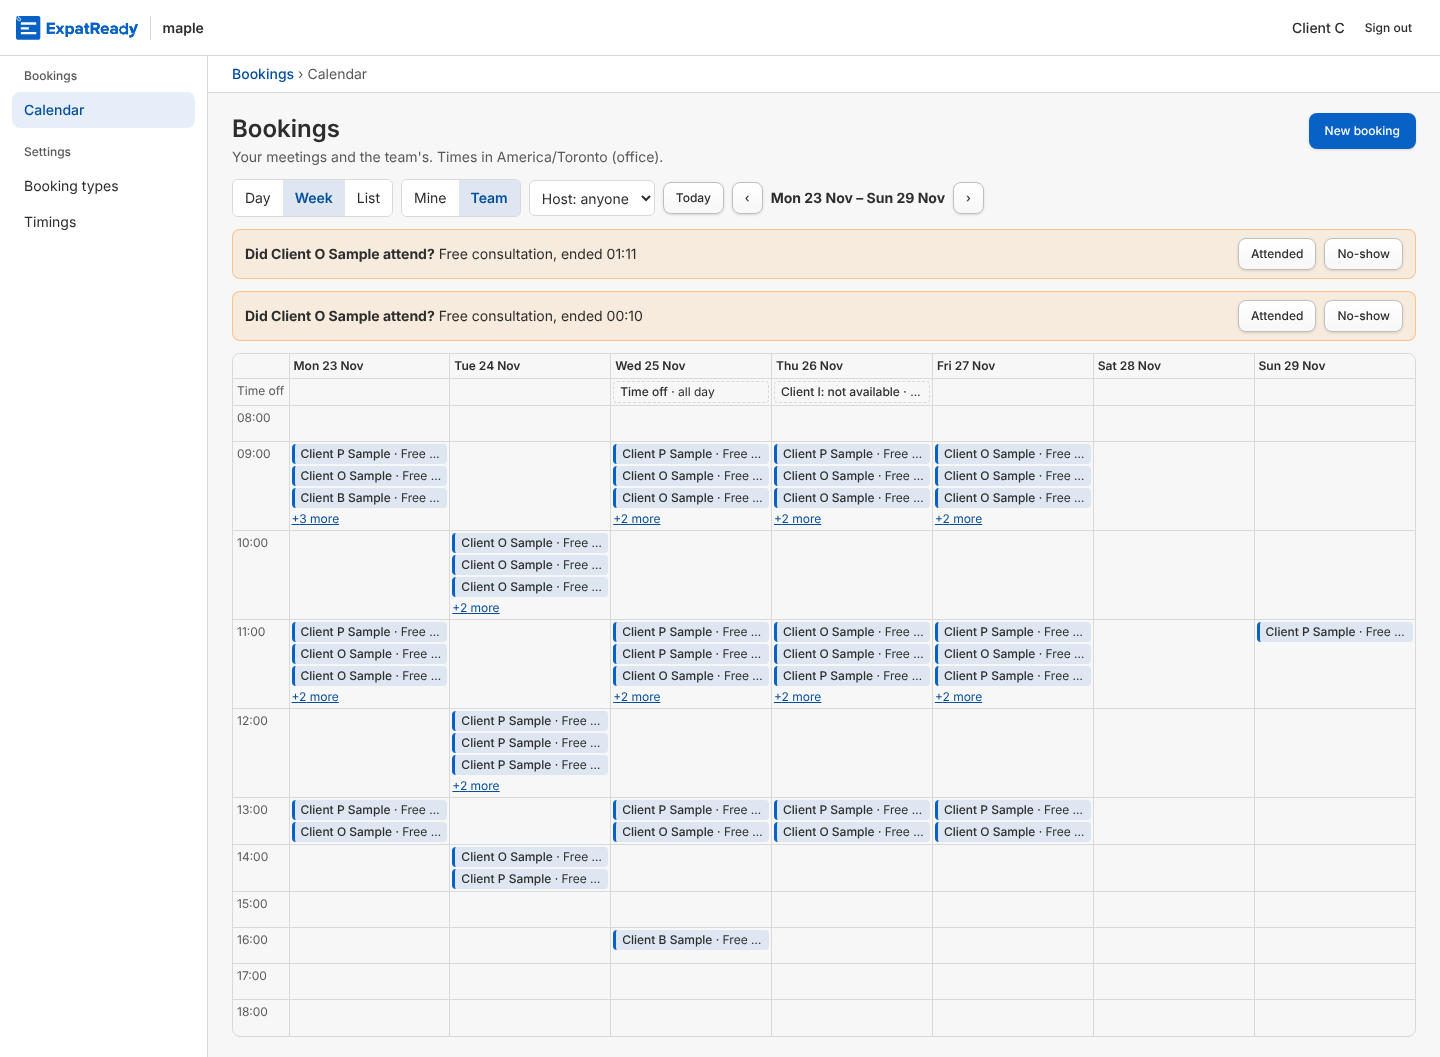 ExpatReady
maple
Client C
Sign out
Bookings
Calendar
Settings
Booking types
Timings
Bookings › Calendar
Bookings
Your meetings and the team's. Times in America/Toronto (office).
New booking
Day Week List Mine Team Host: anyone Today ‹ Mon 23 Nov – Sun 29 Nov ›
Did Client O Sample attend? Free consultation, ended 01:11 Attended No-show
Did Client O Sample attend? Free consultation, ended 00:10 Attended No-show
Mon 23 Nov Tue 24 Nov Wed 25 Nov Thu 26 Nov Fri 27 Nov Sat 28 Nov Sun 29 Nov
Time off Time off · all day Client I: not available · ...
08:00
09:00 Client P Sample · Free ... Client P Sample · Free ... Client P Sample · Free ... Client O Sample · Free ...
Client O Sample · Free ... Client O Sample · Free ... Client O Sample · Free ... Client O Sample · Free ...
Client B Sample · Free ... Client O Sample · Free ... Client O Sample · Free ... Client O Sample · Free ...
+3 more +2 more +2 more +2 more
10:00 Client O Sample · Free ...
Client O Sample · Free ...
Client O Sample · Free ...
+2 more
11:00 Client P Sample · Free ... Client P Sample · Free ... Client O Sample · Free ... Client P Sample · Free ... Client P Sample · Free ...
Client O Sample · Free ... Client P Sample · Free ... Client O Sample · Free ... Client O Sample · Free ...
Client O Sample · Free ... Client O Sample · Free ... Client P Sample · Free ... Client P Sample · Free ...
+2 more +2 more +2 more +2 more
12:00 Client P Sample · Free ...
Client P Sample · Free ...
Client P Sample · Free ...
+2 more
13:00 Client P Sample · Free ... Client P Sample · Free ... Client P Sample · Free ... Client P Sample · Free ...
Client O Sample · Free ... Client O Sample · Free ... Client O Sample · Free ... Client O Sample · Free ...
14:00 Client O Sample · Free ...
Client P Sample · Free ...
15:00
16:00 Client B Sample · Free ...
17:00
18:00